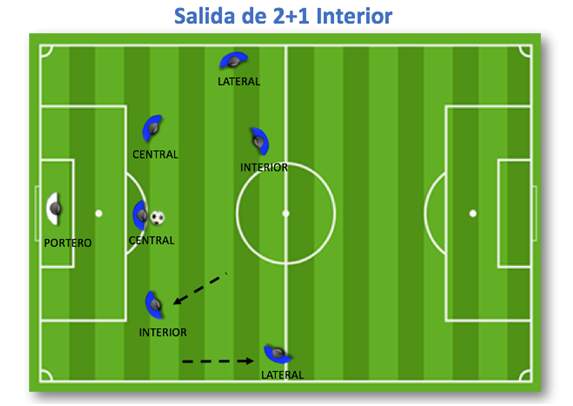 Salida de 2+1 Interior
LATERAL
CENTRAL
INTERIOR
CENTRAL
PORTERO
INTERIOR
LATERAL